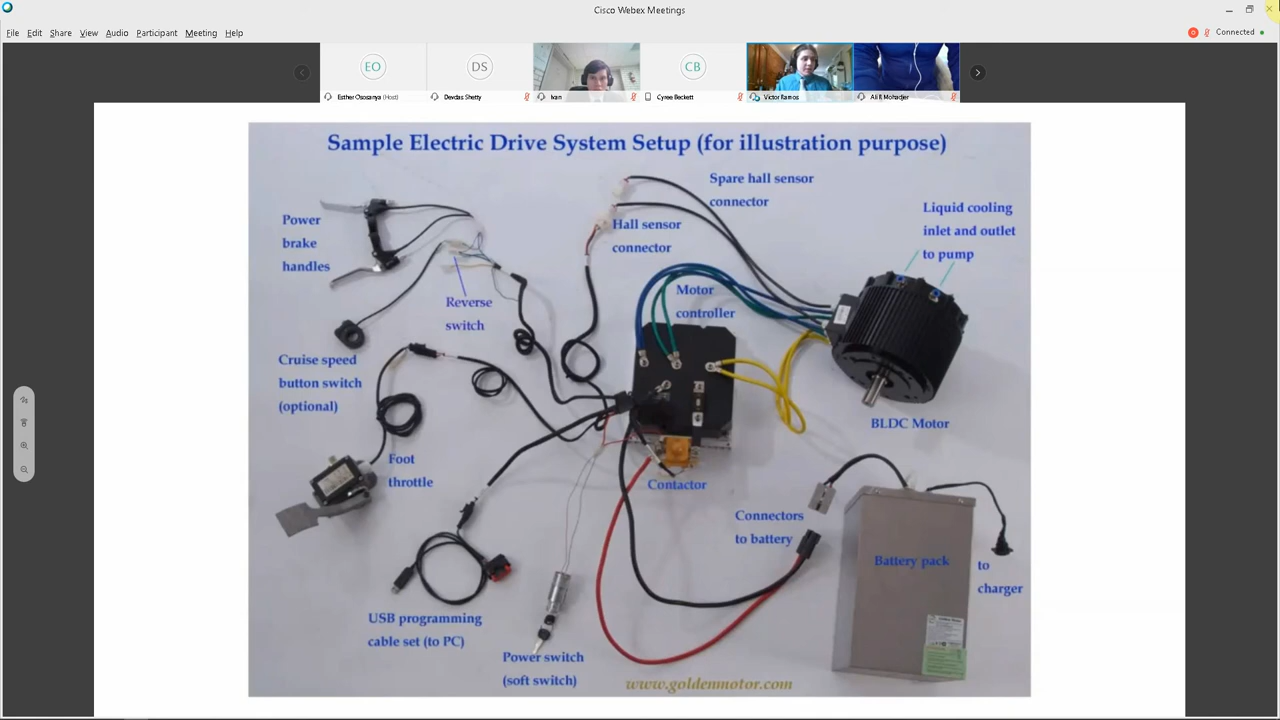 Cisco Webex Meetings
File Edit Share View Audio Participant Meeting Help
Connected
EO
DS
CB
Esther Ososanya (Host)
Devdas Shetty
Ivan
Cyree Beckett
Victor Ramos
Ali R Mohadjer
Sample Electric Drive System Setup (for illustration purpose)
Spare hall sensor
connector
Power
brake
handles
Hall sensor
connector
Liquid cooling
inlet and outlet
to pump
Reverse
switch
Motor
controller
Cruise speed
button switch
(optional)
BLDC Motor
Foot
throttle
Contactor
Connectors
to battery
Battery pack
to
charger
USB programming
cable set (to PC)
Power switch
(soft switch)
www.goldenmotor.com